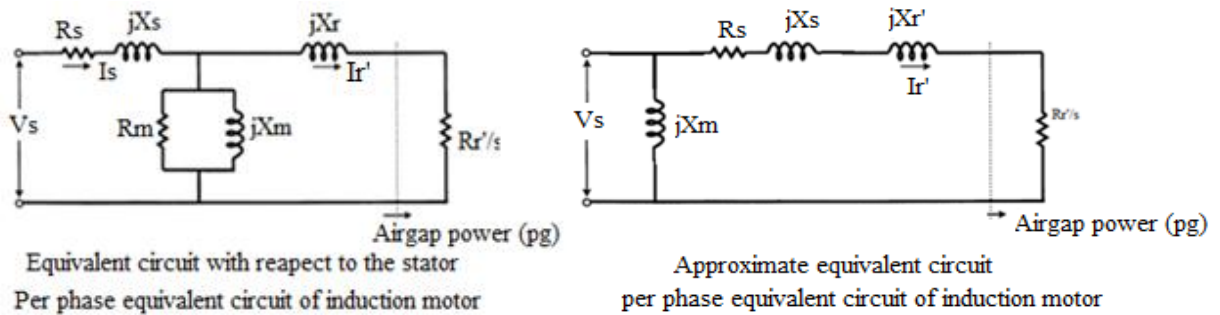 Rs
jXs
jXr
Is
Ir'
Vs
Rm
jXm
Rr'/s
Airgap power (pg)
Equivalent circuit with reapect to the stator
Per phase equivalent circuit of induction motor
Rs
jXs
jXr'
Ir'
Vs
jXm
Rr'/s
Airgap power (pg)
Approximate equivalent circuit
per phase equivalent circuit of induction motor